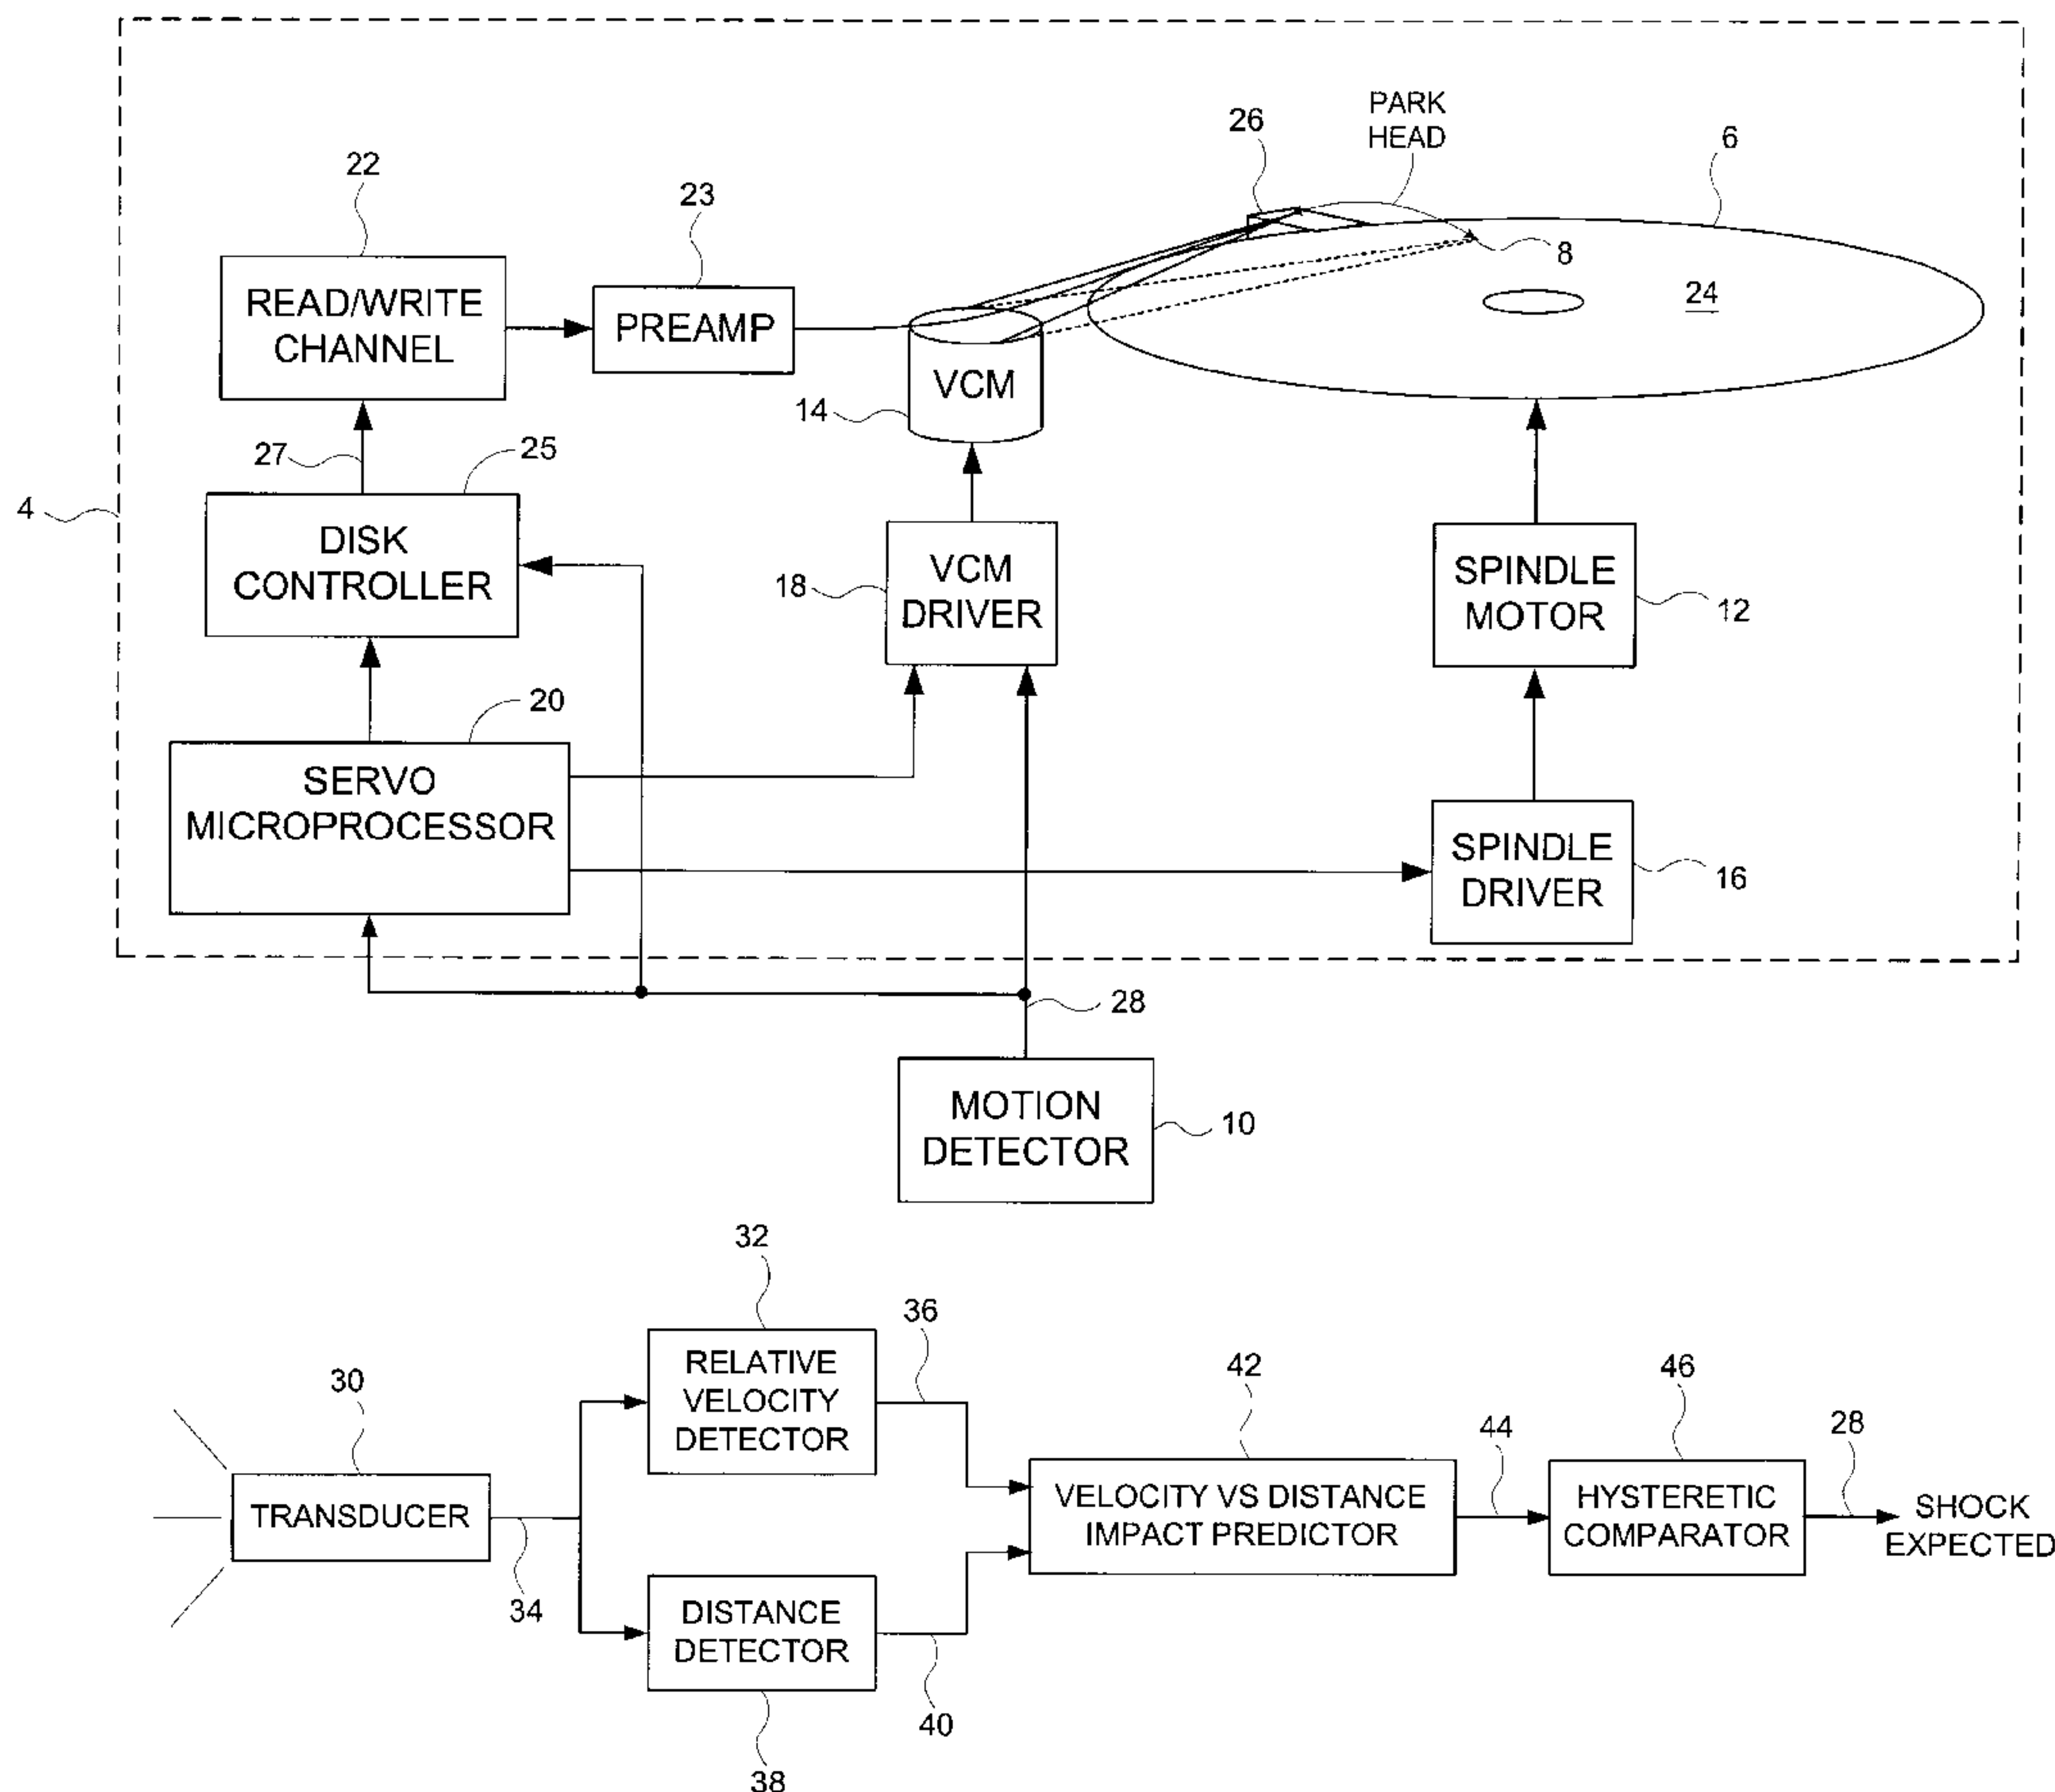 PARK
HEAD
26
6
22
23
8
READ/WRITE
CHANNEL
PREAMP
24
VCM
14
27
25
4
DISK
CONTROLLER
18
VCM
DRIVER
SPINDLE
MOTOR
12
20
SERVO
MICROPROCESSOR
SPINDLE
DRIVER
16
28
MOTION
DETECTOR
10
32
36
RELATIVE
VELOCITY
DETECTOR
30
42
46
44
28
TRANSDUCER
VELOCITY VS DISTANCE
IMPACT PREDICTOR
HYSTERETIC
COMPARATOR
SHOCK
EXPECTED
34
DISTANCE
DETECTOR
40
38